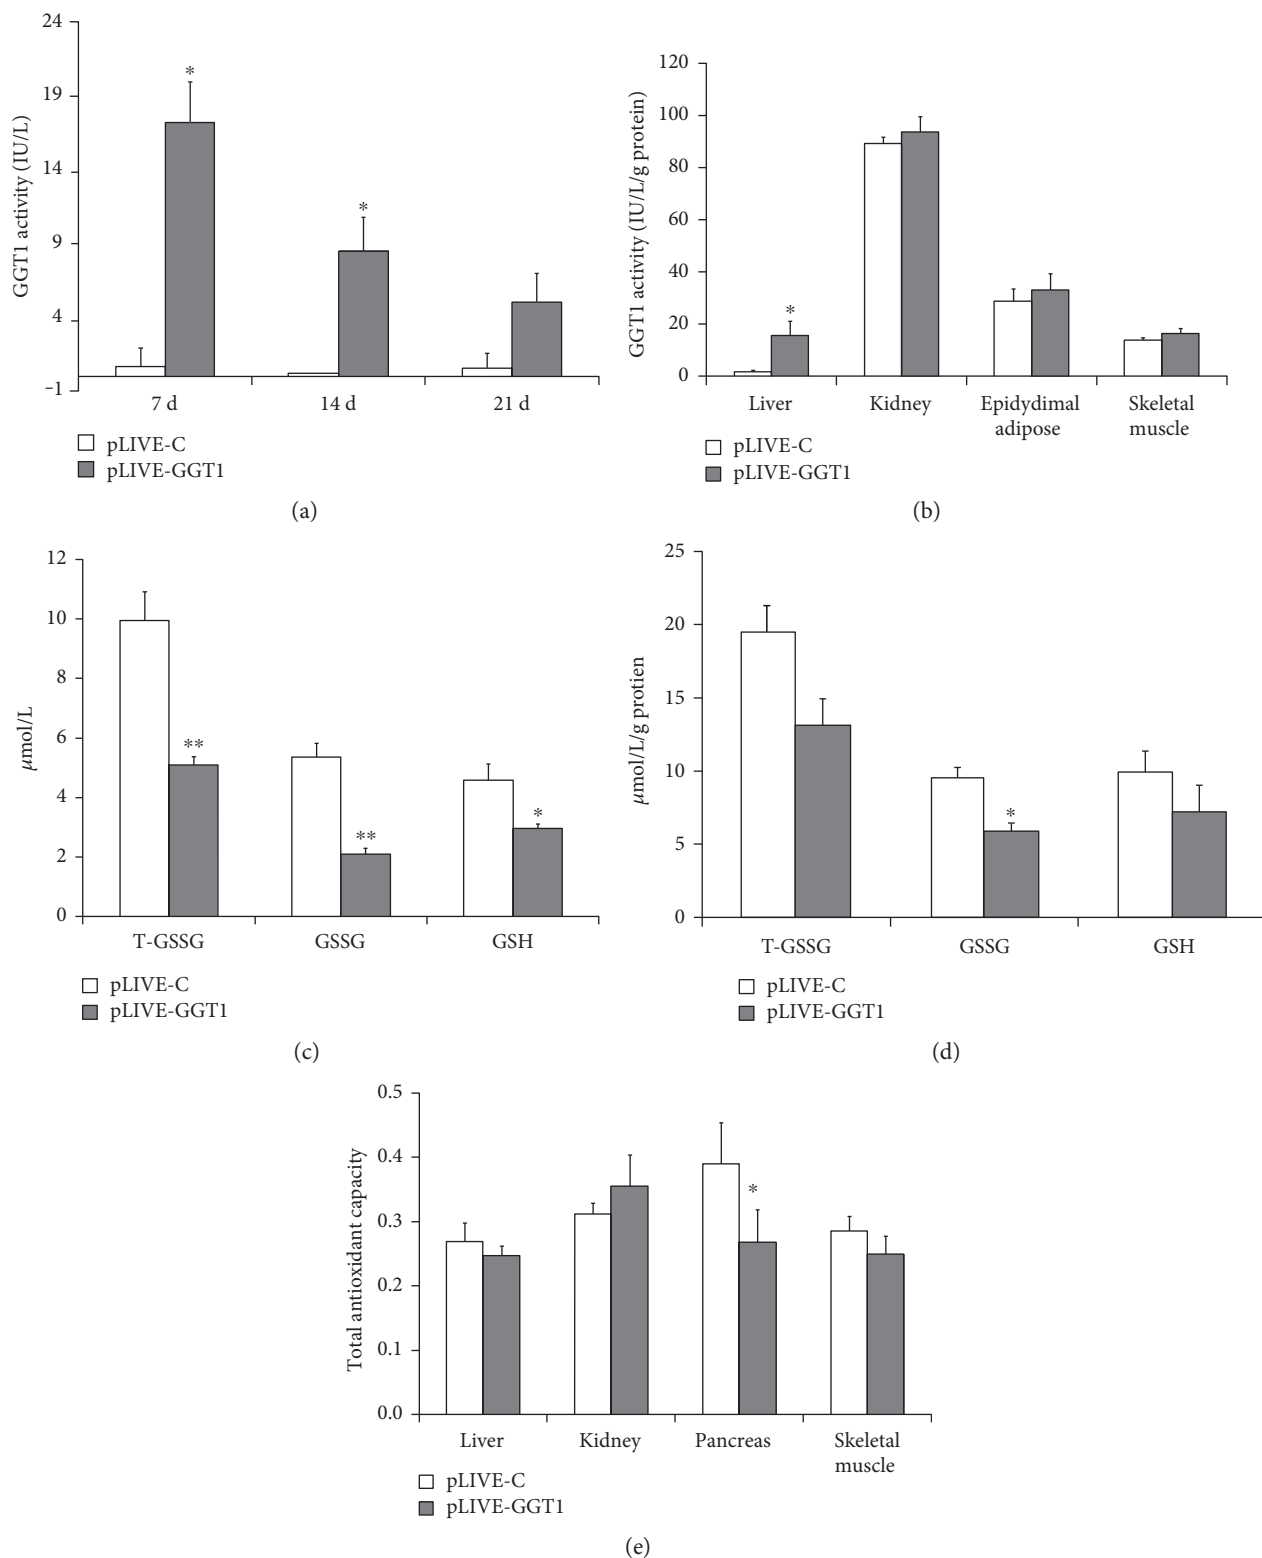 24
19
14
9
4
−1
GGT1 activity (IU/L)
*
*
7 d
14 d
21 d
pLIVE-C
pLIVE-GGT1
(a)
120
100
80
60
40
20
0
GGT1 activity (IU/L/g protein)
*
Liver
Kidney
Epidydimal
adipose
Skeletal
muscle
pLIVE-C
pLIVE-GGT1
(b)
12
10
8
6
4
2
0
μmol/L
**
**
*
T-GSSG
GSSG
GSH
pLIVE-C
pLIVE-GGT1
(c)
25
20
15
10
5
0
μmol/L/g protien
*
T-GSSG
GSSG
GSH
pLIVE-C
pLIVE-GGT1
(d)
0.5
0.4
0.3
0.2
0.1
0.0
Total antioxidant capacity
*
Liver
Kidney
Pancreas
Skeletal
muscle
pLIVE-C
pLIVE-GGT1
(e)